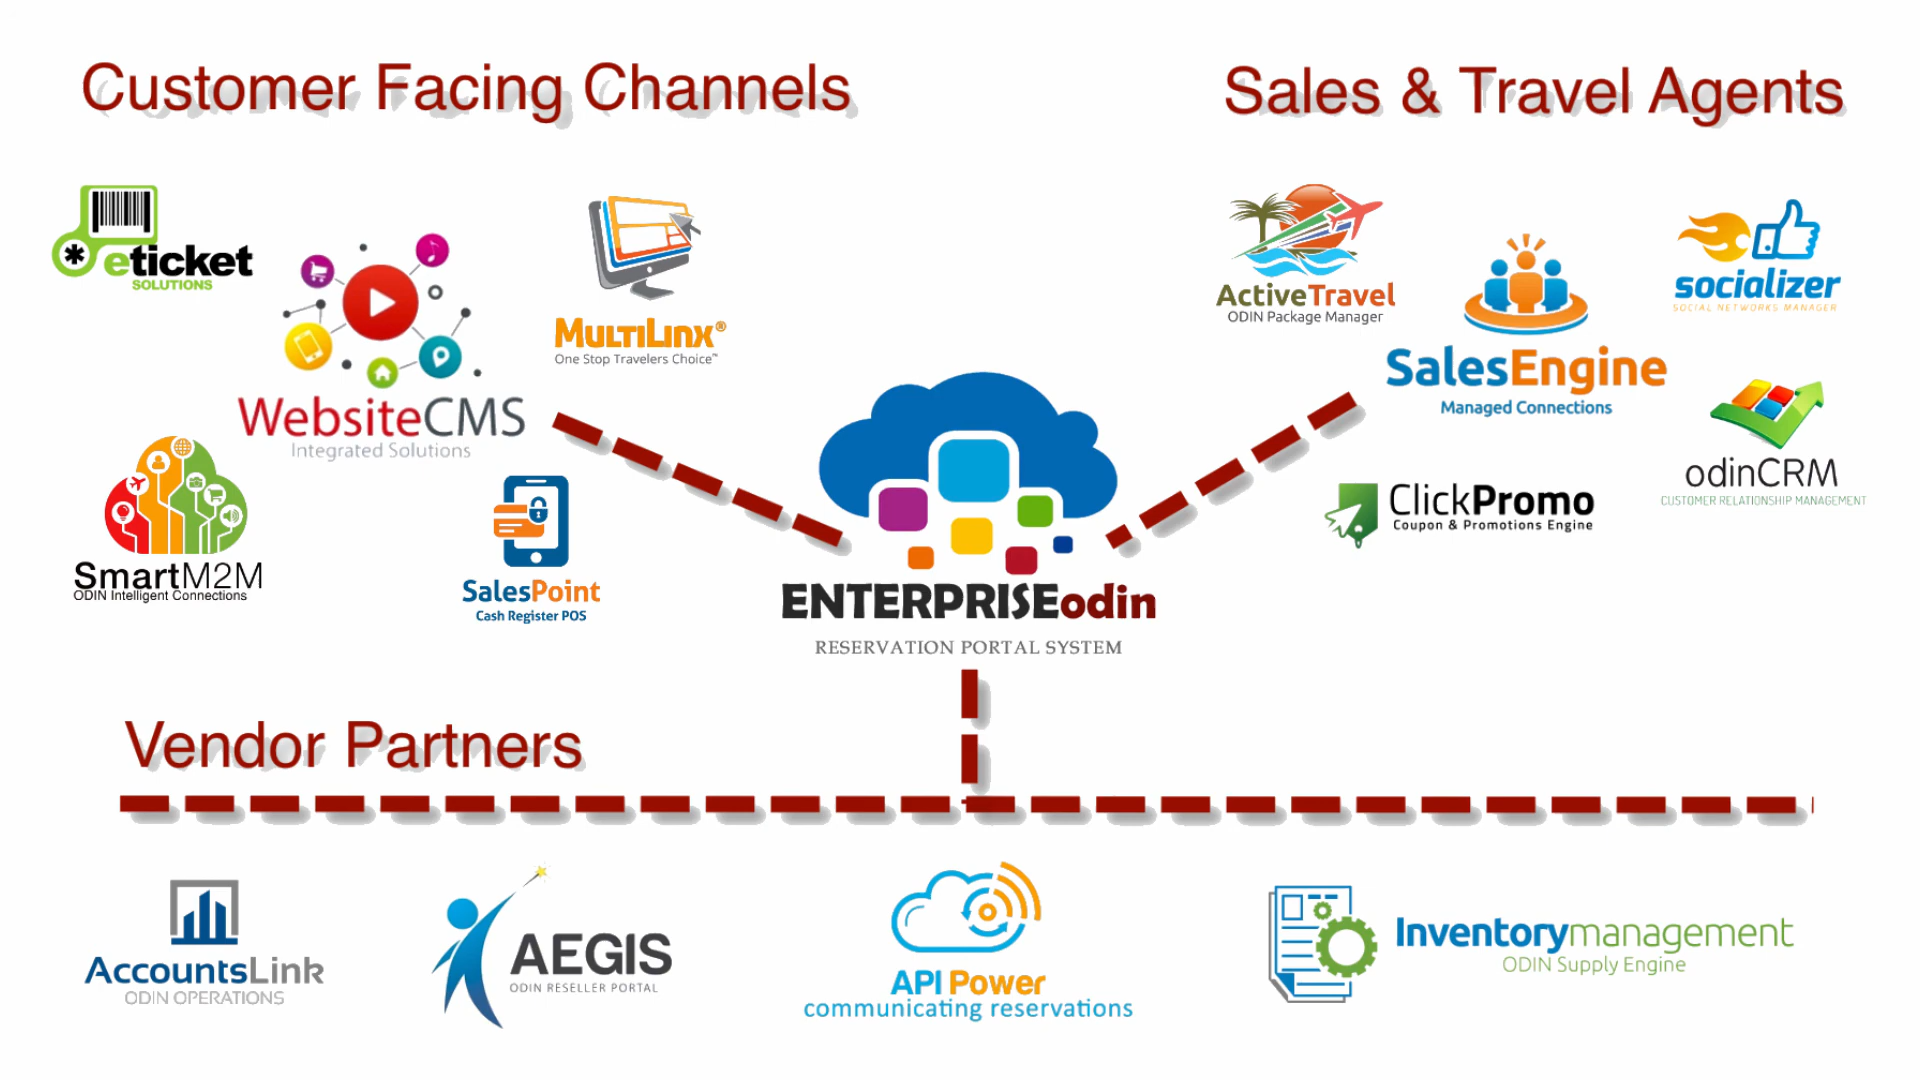 Customer Facing Channels
Sales & Travel Agents
eticket
SOLUTIONS
MULTILINX®
One Stop Travelers Choice™
WebsiteCMS
Integrated Solutions
SmartM2M
ODIN Intelligent Connections
SalesPoint
Cash Register POS
ActiveTravel
ODIN Package Manager
socializer
SOCIAL NETWORKS MANAGER
SalesEngine
Managed Connections
odinCRM
CUSTOMER RELATIONSHIP MANAGEMENT
ClickPromo
Coupon & Promotions Engine
ENTERPRISEodin
RESERVATION PORTAL SYSTEM
Vendor Partners
AccountsLink
ODIN OPERATIONS
AEGIS
ODIN RESELLER PORTAL
API Power
communicating reservations
Inventorymanagement
ODIN Supply Engine